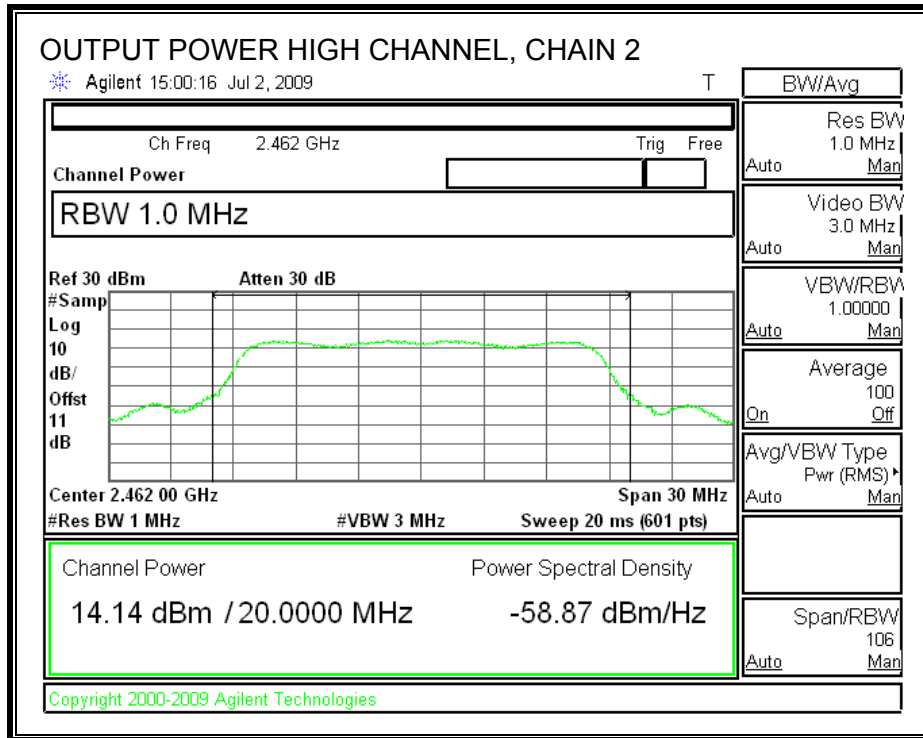 OUTPUT POWER HIGH CHANNEL, CHAIN 2
Agilent 15:00:16 Jul 2, 2009 T
Ch Freq 2.462 GHz Trig Free
Channel Power
RBW 1.0 MHz
Ref 30 dBm Atten 30 dB
#Samp
Log
10
dB/
Offst
11
dB
Center 2.462 00 GHz Span 30 MHz
#Res BW 1 MHz #VBW 3 MHz Sweep 20 ms (601 pts)
Channel Power Power Spectral Density
14.14 dBm / 20.0000 MHz -58.87 dBm/Hz
Copyright 2000-2009 Agilent Technologies
BW/Avg
Res BW
1.0 MHz
Auto Man
Video BW
3.0 MHz
Auto Man
VBW/RBW
1.00000
Auto Man
Average
100
On Off
Avg/VBW Type
Pwr (RMS)
Auto Man
Span/RBW
106
Auto Man